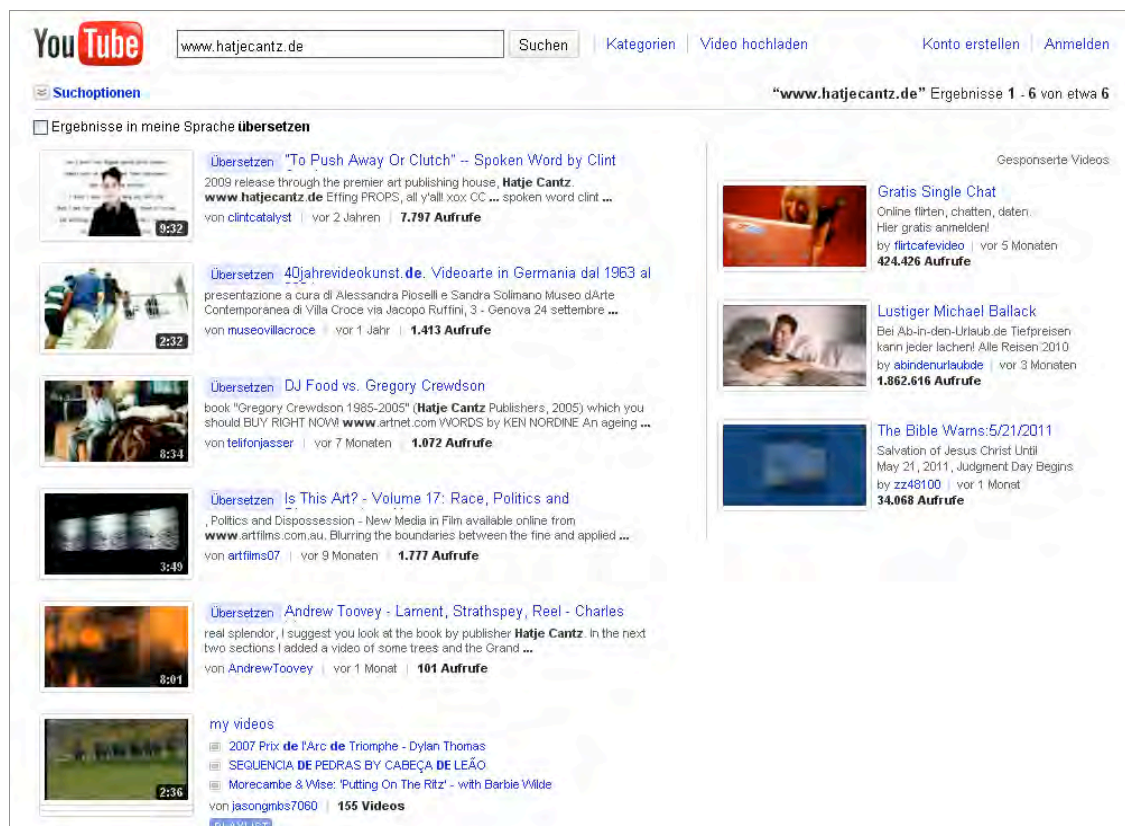 You Tube
www.hatjecantz.de
Suchen
Kategorien
Video hochladen
Konto erstellen
Anmelden
Suchoptionen
"www.hatjecantz.de" Ergebnisse 1 - 6 von etwa 6
Ergebnisse in meine Sprache übersetzen
9:32
Übersetzen "To Push Away Or Clutch" -- Spoken Word by Clint
2009 release through the premier art publishing house, Hatje Cantz.
www.hatjecantz.de Effing PROPS, all y'all! xox CC ... spoken word clint ...
von clintcatalyst | vor 2 Jahren | 7.797 Aufrufe
2:32
Übersetzen 40jahrevideokunst.de. Videoarte in Germania dal 1963 al
presentazione a cura di Alessandra Pioselli e Sandra Solimano Museo dArte
Contemporanea di Villa Croce via Jacopo Ruffini, 3 - Genova 24 settembre ...
von museovillacroce | vor 1 Jahr | 1.413 Aufrufe
8:34
Übersetzen DJ Food vs. Gregory Crewdson
book "Gregory Crewdson 1985-2005" (Hatje Cantz Publishers, 2005) which you
should BUY RIGHT NOW! www.artnet.com WORDS by KEN NORDINE An ageing ...
von telifonjasser | vor 7 Monaten | 1.072 Aufrufe
3:49
Übersetzen Is This Art? - Volume 17: Race, Politics and
, Politics and Dispossession - New Media in Film available online from
www.artfilms.com.au. Blurring the boundaries between the fine and applied ...
von artfilms07 | vor 9 Monaten | 1.777 Aufrufe
8:01
Übersetzen Andrew Toovey - Lament, Strathspey, Reel - Charles
real splendor, I suggest you look at the book by publisher Hatje Cantz. In the next
two sections I added a video of some trees and the Grand ...
von AndrewToovey | vor 1 Monat | 101 Aufrufe
2:36
my videos
2007 Prix de l'Arc de Triomphe - Dylan Thomas
SEQUENCIA DE PEDRAS BY CABEÇA DE LEÃO
Morecambe & Wise: 'Putting On The Ritz' - with Barbie Wilde
von jasongmbs7060 | 155 Videos
PLAYLIST
Gesponserte Videos
Gratis Single Chat
Online flirten, chatten, daten.
Hier gratis anmelden!
by flirtcafevideo | vor 5 Monaten
424.426 Aufrufe
Lustiger Michael Ballack
Bei Ab-in-den-Urlaub.de Tiefpreisen
kann jeder lachen! Alle Reisen 2010
by abindenurlaubde | vor 3 Monaten
1.862.616 Aufrufe
The Bible Warns:5/21/2011
Salvation of Jesus Christ Until
May 21, 2011, Judgment Day Begins
by zz48100 | vor 1 Monat
34.068 Aufrufe